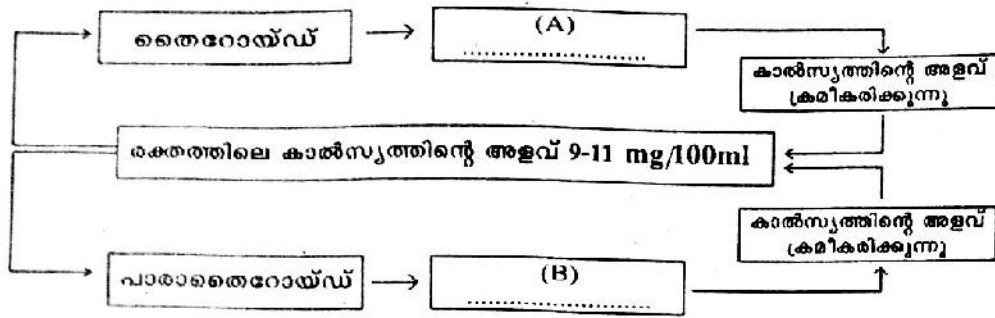 തൈറോയ്ഡ്
(A)
....................
കാൽസ്യത്തിന്റെ അളവ്
ക്രമീകരിക്കുന്നു
രക്തത്തിലെ കാൽസ്യത്തിന്റെ അളവ് 9-11 mg/100ml
കാൽസ്യത്തിന്റെ അളവ്
ക്രമീകരിക്കുന്നു
പാരാതൈറോയ്ഡ്
(B)
....................